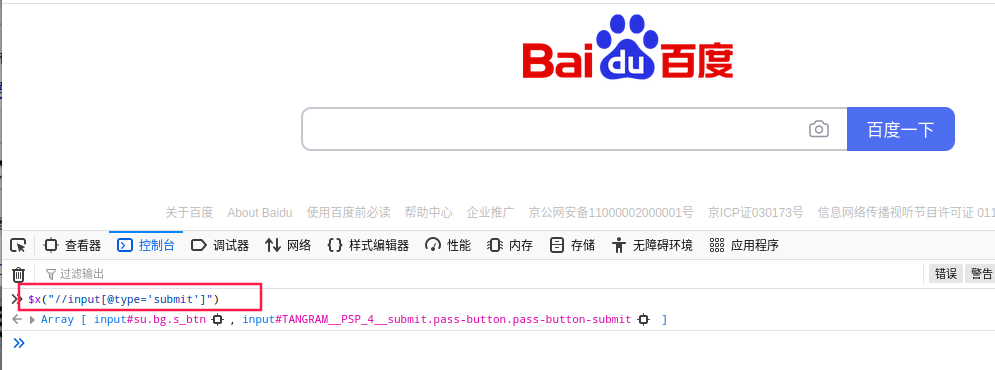 Baidu百度
百度一下
关于百度 About Baidu 使用百度前必读 帮助中心 企业推广 京公网安备11000002000001号 京ICP证030173号 信息网络传播视听节目许可证 011
查看器 控制台 调试器 网络 {} 样式编辑器 性能 内存 存储 无障碍环境 应用程序
过滤输出 错误 警告
» $x("//input[@type='submit']")
← ▸ Array [ input#su.bg.s_btn , input#TANGRAM__PSP_4__submit.pass-button.pass-button-submit ]
»